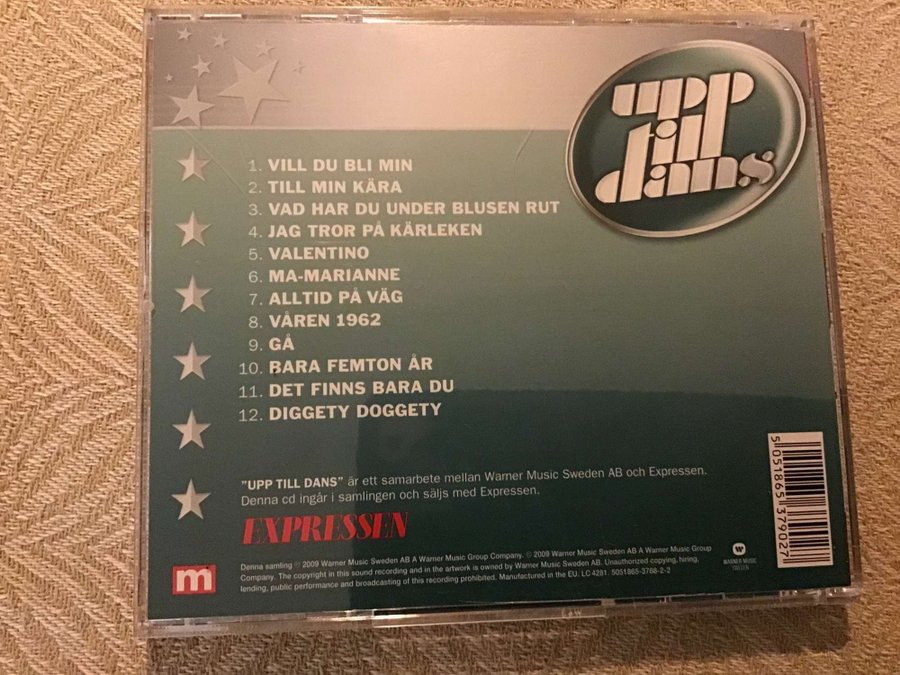 upp
till
dans
1. VILL DU BLI MIN
2. TILL MIN KÄRA
3. VAD HAR DU UNDER BLUSEN RUT
4. JAG TROR PÅ KÄRLEKEN
5. VALENTINO
6. MA-MARIANNE
7. ALLTID PÅ VÄG
8. VÅREN 1962
9. GÅ
10. BARA FEMTON ÅR
11. DET FINNS BARA DU
12. DIGGETY DOGGETY
"UPP TILL DANS" är ett samarbete mellan Warner Music Sweden AB och Expressen.
Denna cd ingår i samlingen och säljs med Expressen.
EXPRESSEN
m
Denna samling ℗ 2009 Warner Music Sweden AB A Warner Music Group Company. © 2009 Warner Music Sweden AB A Warner Music Group
Company. The copyright in this sound recording and in the artwork is owned by Warner Music Sweden AB. Unauthorized copying, hiring,
lending, public performance and broadcasting of this recording prohibited. Manufactured in the EU. LC 4281. 5051865-3768-2-2
WARNER MUSIC
SWEDEN
5 051865 379027